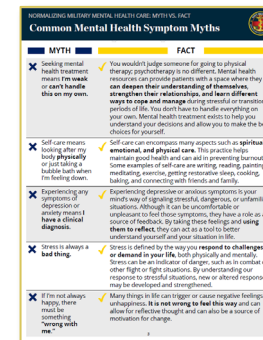 NORMALIZING MILITARY MENTAL HEALTH CARE: MYTH VS. FACT
Common Mental Health Symptom Myths
MYTH
FACT
Seeking mental
health treatment
means I'm weak
or can't handle
this on my own.
You wouldn't judge someone for going to physical
therapy; psychotherapy is no different. Mental health
resources can provide patients with a space where they
can deepen their understanding of themselves,
strengthen their relationships, and learn different
ways to cope and manage during stressful or transitio
periods of life. You don't have to handle everything on
your own. Mental health treatment exists to help you
understand your decisions and allow you to make the b
choices for yourself.
Self-care means
looking after my
body physically
or just taking a
bubble bath when
I'm feeling down.
Self-care can encompass many aspects such as spiritua
emotional, and physical care. This practice helps
maintain good health and can aid in preventing burnout
Some examples of self-care are writing, reading, paintin
meditating, exercise, getting restorative sleep, cooking,
baking, and connecting with friends and family.
Experiencing any
symptoms of
depression or
anxiety means I
have a clinical
diagnosis.
Experiencing depressive or anxious symptoms is your
mind's way of signaling stressful, dangerous, or unfamili
situations. Although it can be uncomfortable or
unpleasant to feel those symptoms, they have a role as
source of feedback. By taking these feelings and using
them to reflect, they can act as a tool to better
understand yourself and your situation in life.
Stress is always a
bad thing.
Stress is defined by the way you respond to challenges
or demand in your life, both physically and mentally.
Stress can be an indicator of danger, such as in combat
other flight or fight situations. By understanding our
response to stressful situations, new or altered respons
may be developed and strengthened.
If I'm not always
happy, there
must be
something
"wrong with
me."
Many things in life can trigger or cause negative feelings
unhappiness. It is not wrong to feel this way and can
allow for reflective thought and can also be a source of
motivation for change.